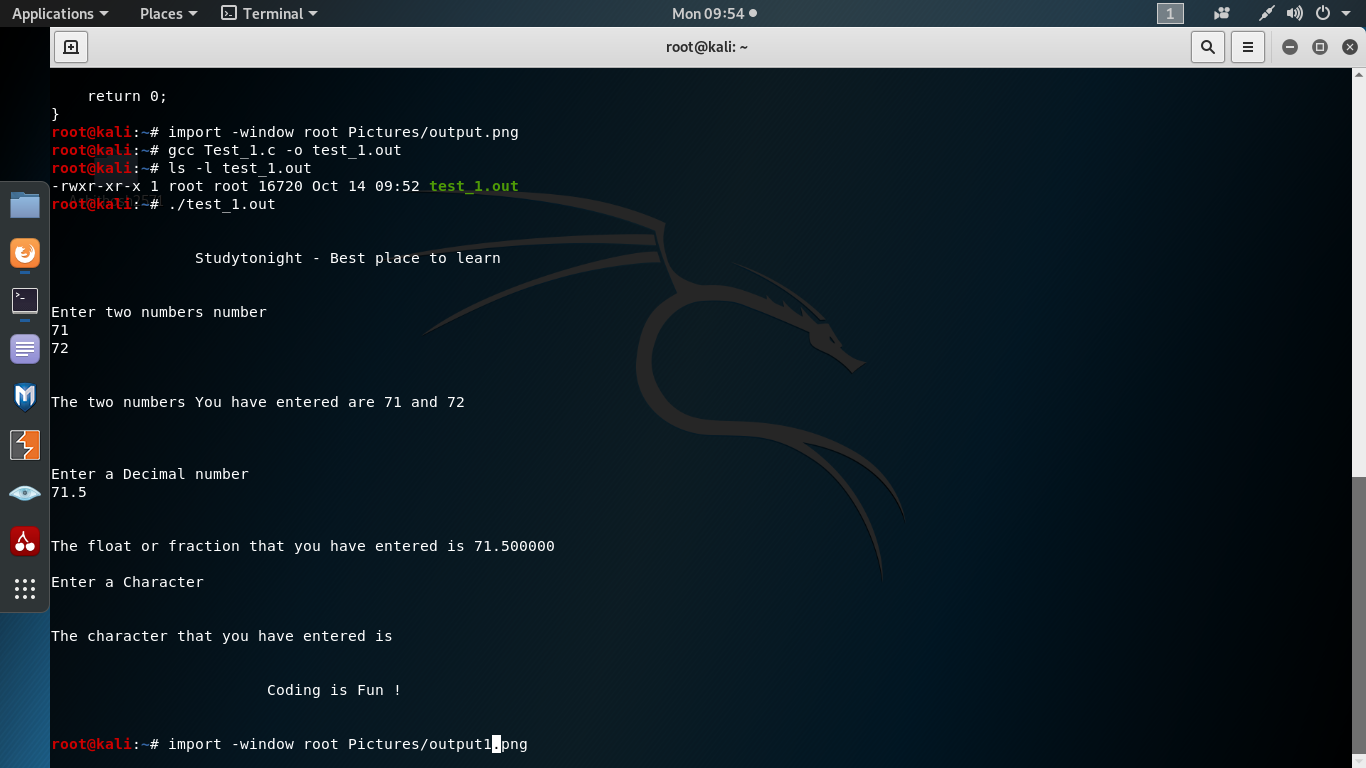 Applications Places Terminal Mon 09:54 1
root@kali: ~
return 0;
}
root@kali:~# import -window root Pictures/output.png
root@kali:~# gcc Test_1.c -o test_1.out
root@kali:~# ls -l test_1.out
-rwxr-xr-x 1 root root 16720 Oct 14 09:52 test_1.out
root@kali:~# ./test_1.out
Studytonight - Best place to learn
Enter two numbers number
71
72
The two numbers You have entered are 71 and 72
Enter a Decimal number
71.5
The float or fraction that you have entered is 71.500000
Enter a Character
The character that you have entered is
Coding is Fun !
root@kali:~# import -window root Pictures/output1.png